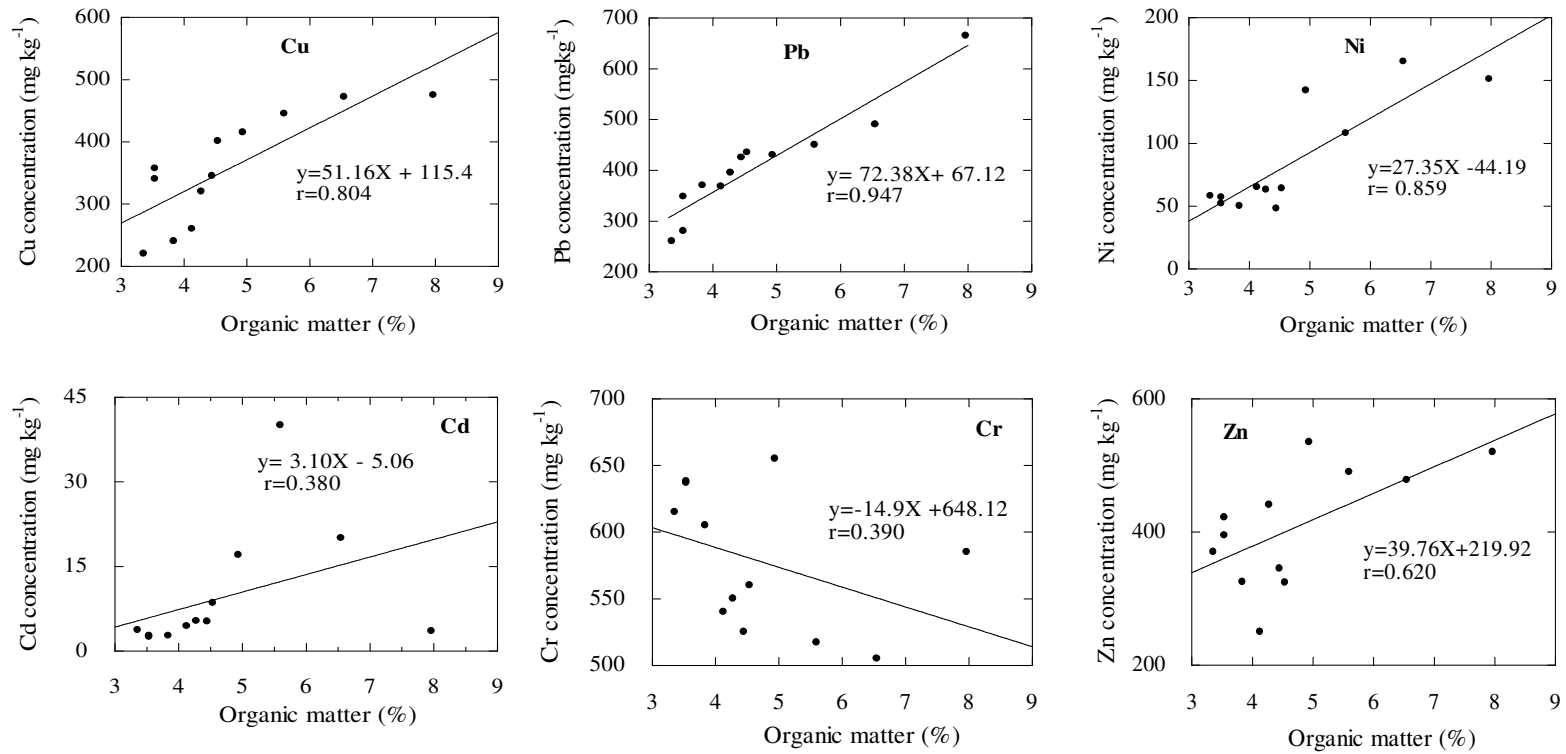 Cu concentration (mg kg⁻¹)
600
500
400
300
200
Cu
y=51.16X + 115.4
r=0.804
3 4 5 6 7 8 9
Organic matter (%)
Pb concentration (mgkg⁻¹)
700
600
500
400
300
200
Pb
y= 72.38X+ 67.12
r=0.947
3 4 5 6 7 8 9
Organic matter (%)
Ni concentration (mg kg⁻¹)
200
150
100
50
0
Ni
y=27.35X -44.19
r= 0.859
3 4 5 6 7 8 9
Organic matter (%)
Cd concentration (mg kg⁻¹)
45
30
15
0
Cd
y= 3.10X - 5.06
r=0.380
3 4 5 6 7 8 9
Organic matter (%)
Cr concentration (mg kg⁻¹)
700
650
600
550
500
Cr
y=-14.9X +648.12
r=0.390
3 4 5 6 7 8 9
Organic matter (%)
Zn concentration (mg kg⁻¹)
600
400
200
Zn
y=39.76X+219.92
r=0.620
3 4 5 6 7 8 9
Organic matter (%)